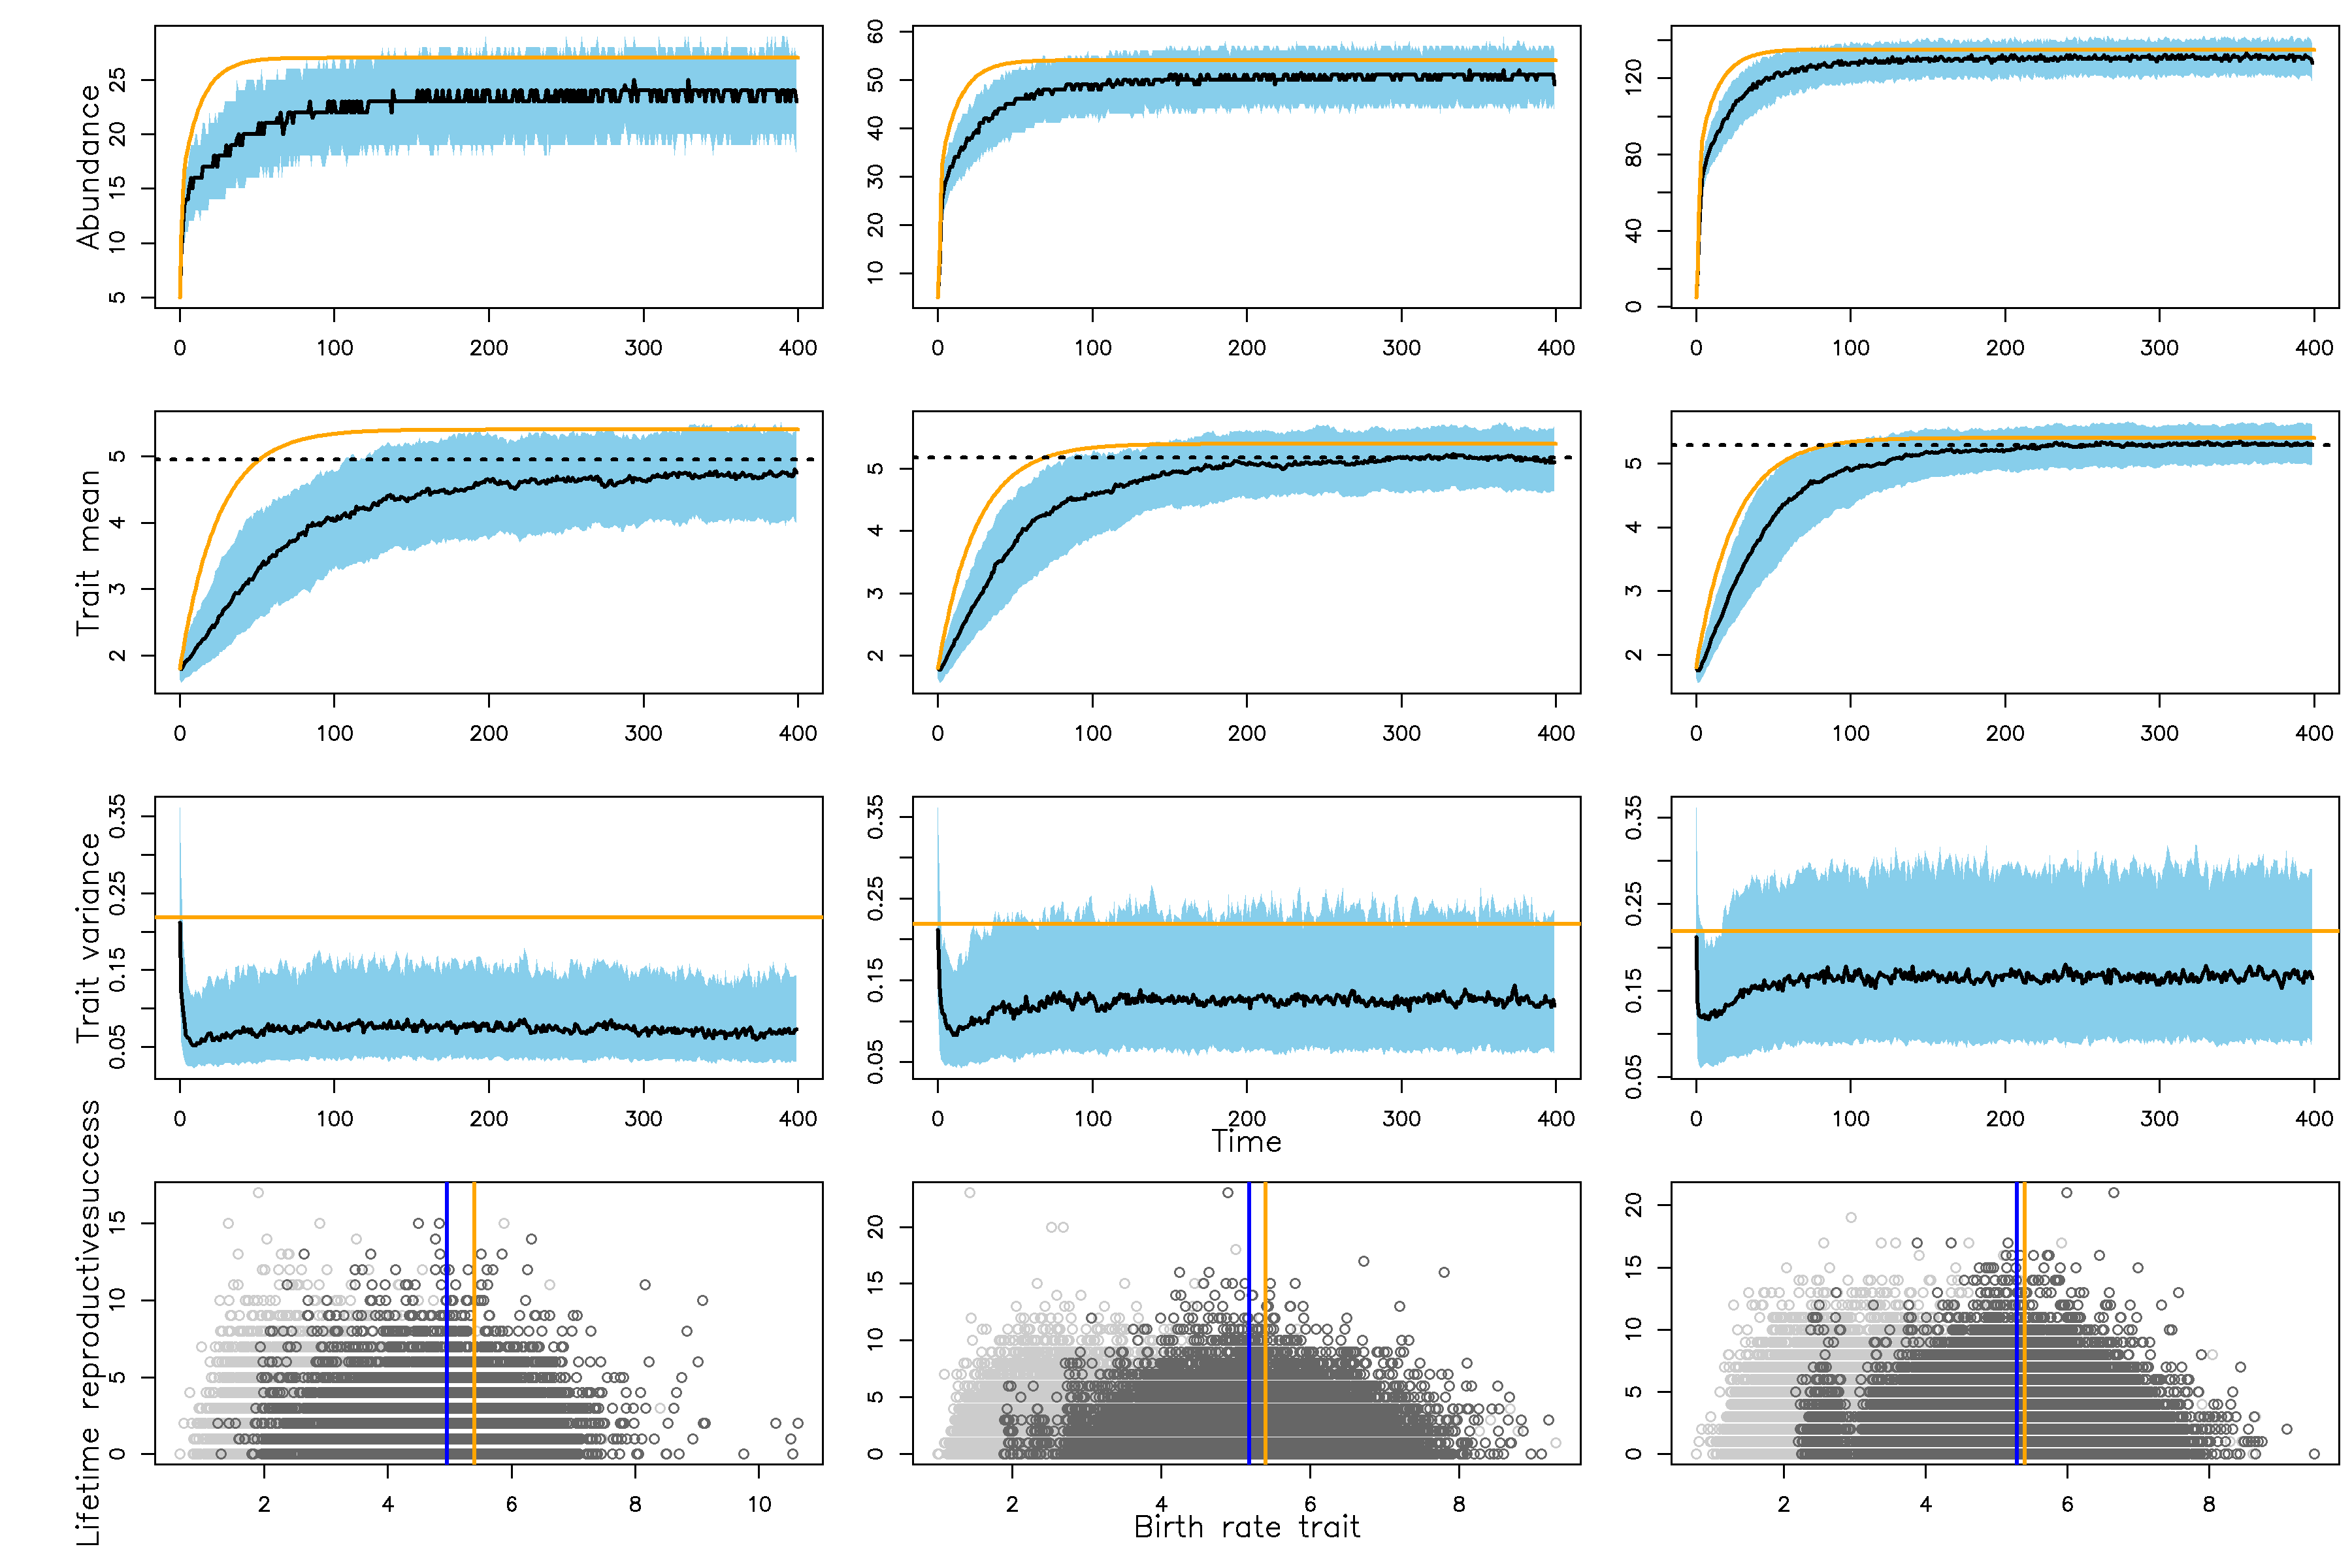 Abundance
5 10 15 20 25
0 100 200 300 400
10 20 30 40 50 60
0 100 200 300 400
0 40 80 120
0 100 200 300 400
Trait mean
2 3 4 5
0 100 200 300 400
2 3 4 5
0 100 200 300 400
2 3 4 5
0 100 200 300 400
Trait variance
0.05 0.15 0.25 0.35
0 100 200 300 400
0.05 0.15 0.25 0.35
0 100 200 300 400
0.05 0.15 0.25 0.35
0 100 200 300 400
Time
Lifetime reproductivesuccess
0 5 10 15
2 4 6 8 10
0 5 10 15 20
2 4 6 8
0 5 10 15 20
2 4 6 8
Birth rate trait